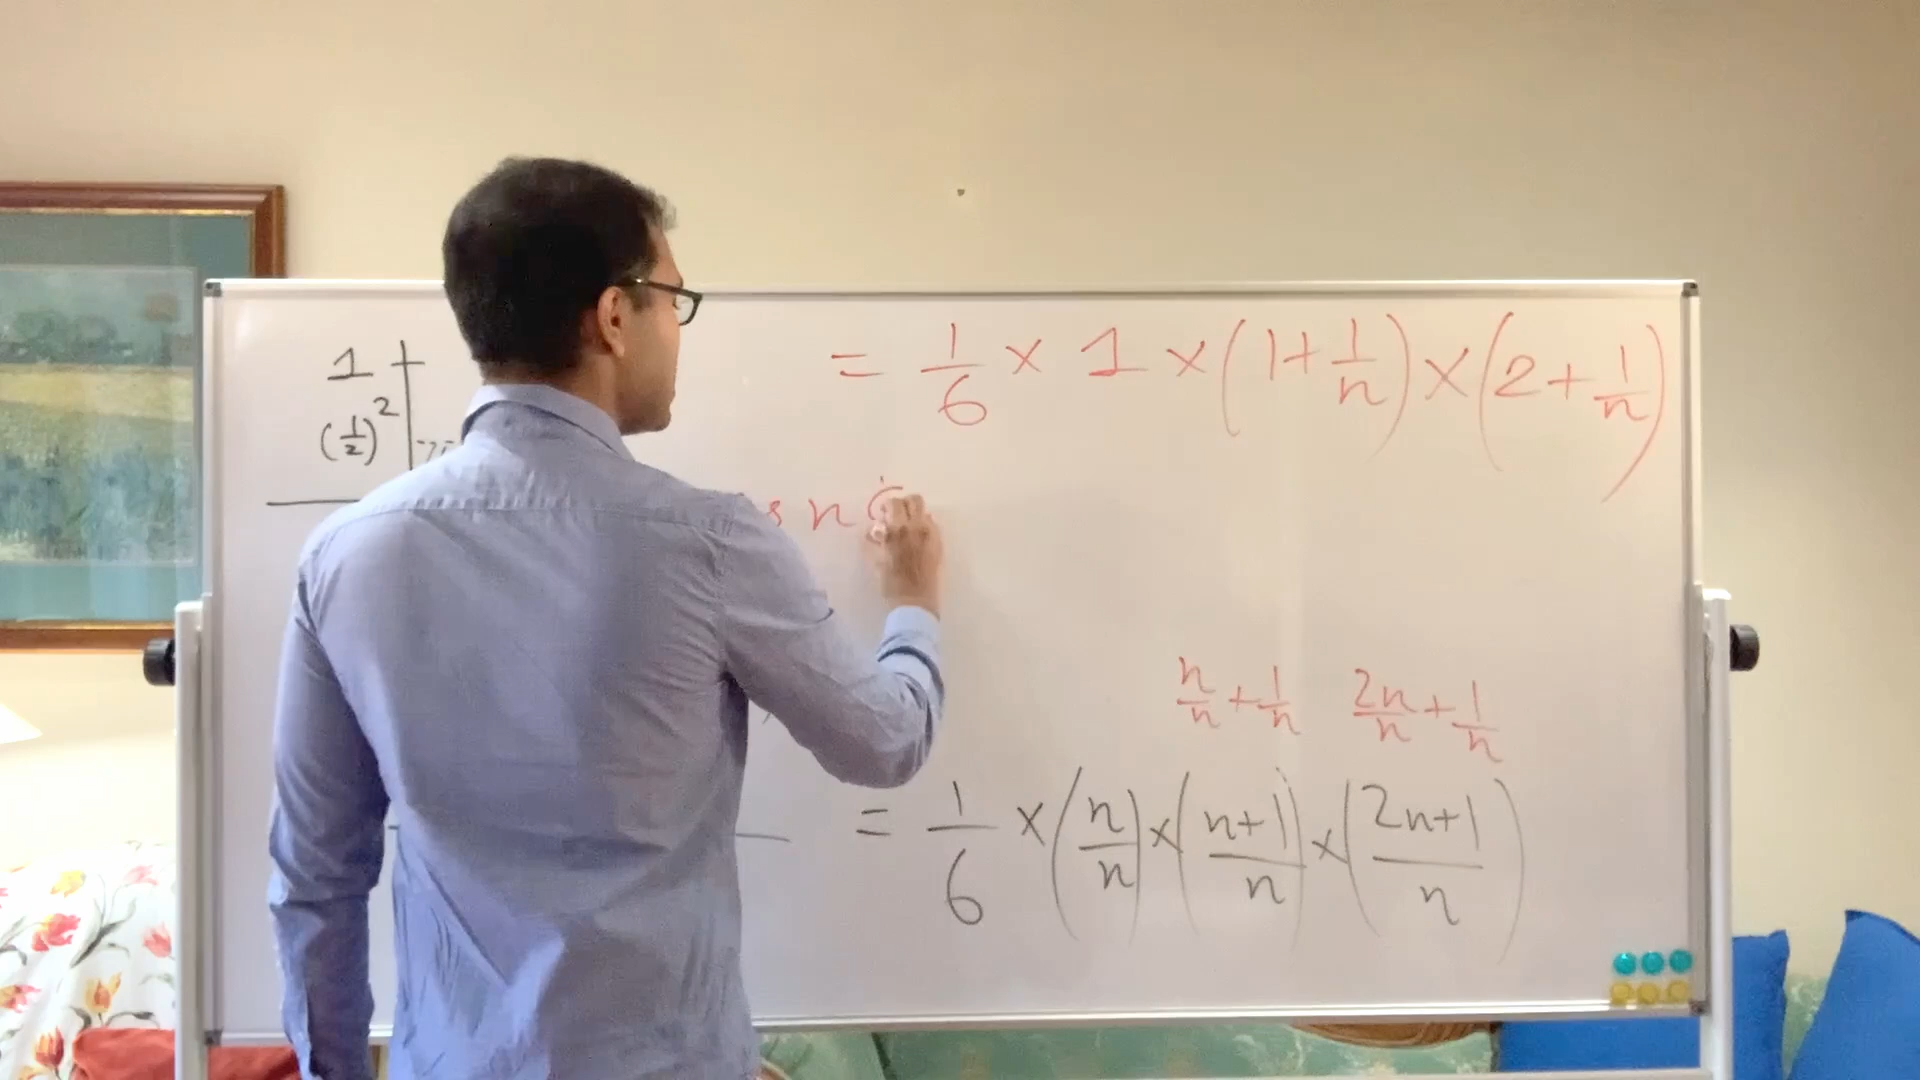 1
(1/2)²
= 1/6 × 1 × (1 + 1/n) × (2 + 1/n)
s n
n/n + 1/n 2n/n + 1/n
= 1/6 × (n/n) × (n+1/n) × (2n+1/n)